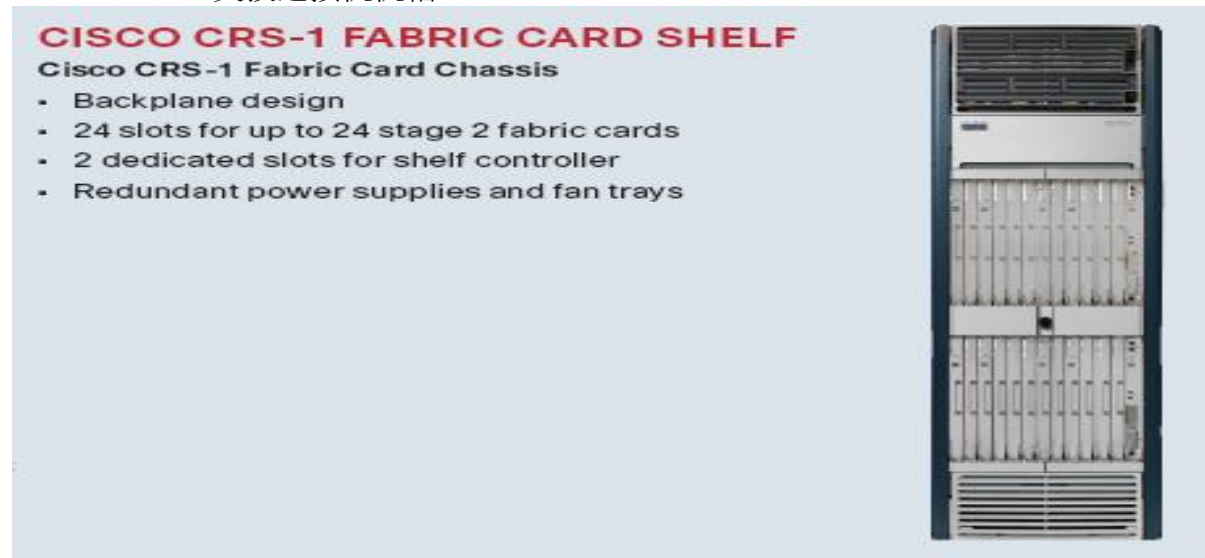 CISCO CRS-1 FABRIC CARD SHELF
Cisco CRS-1 Fabric Card Chassis
▪ Backplane design
▪ 24 slots for up to 24 stage 2 fabric cards
▪ 2 dedicated slots for shelf controller
▪ Redundant power supplies and fan trays